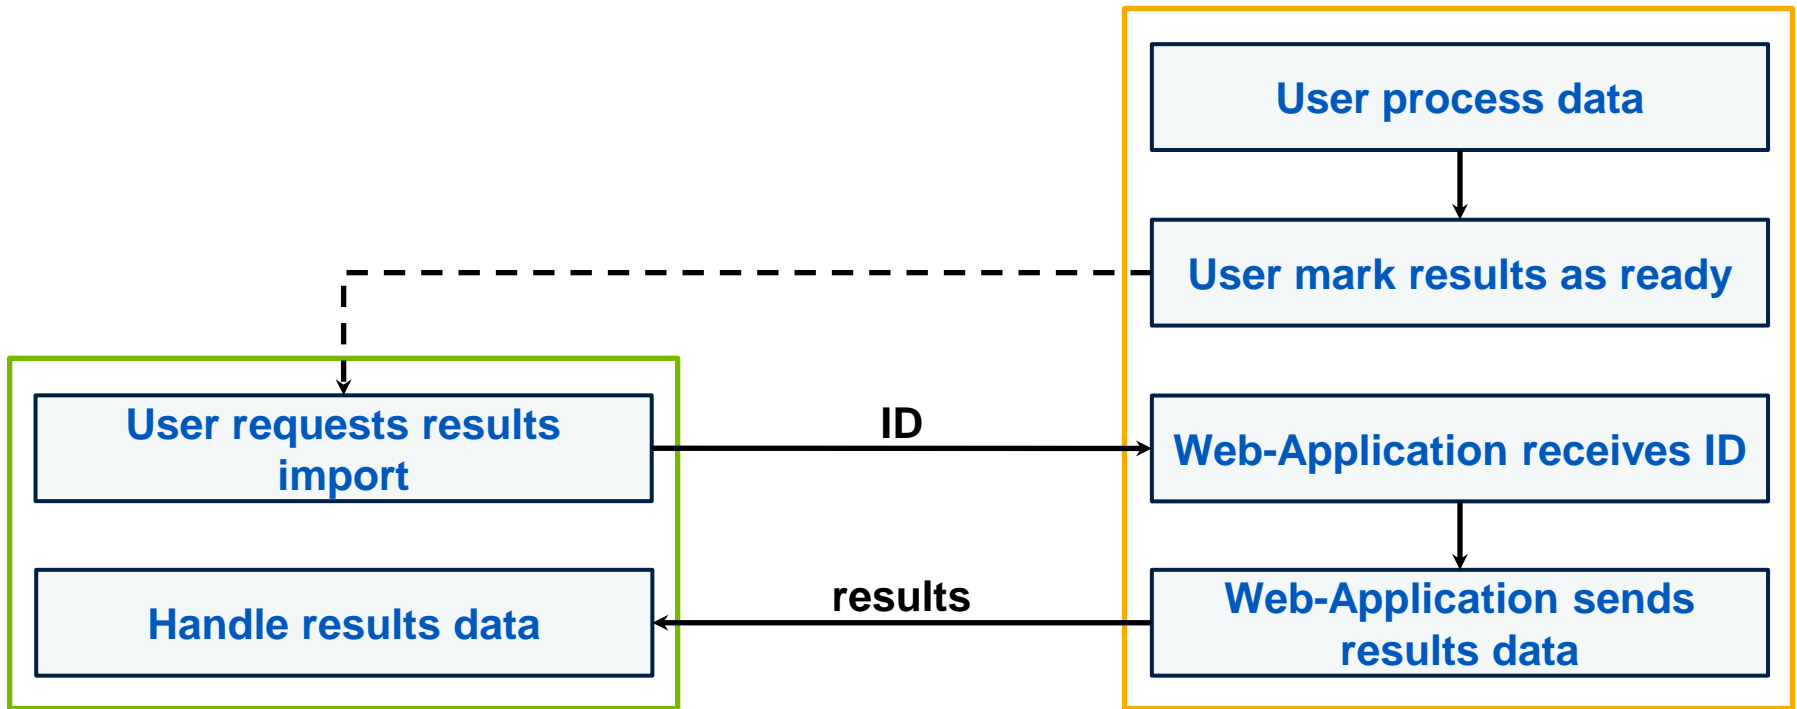 User process data
User mark results as ready
User requests results
import
ID
Web-Application receives ID
Handle results data
results
Web-Application sends
results data